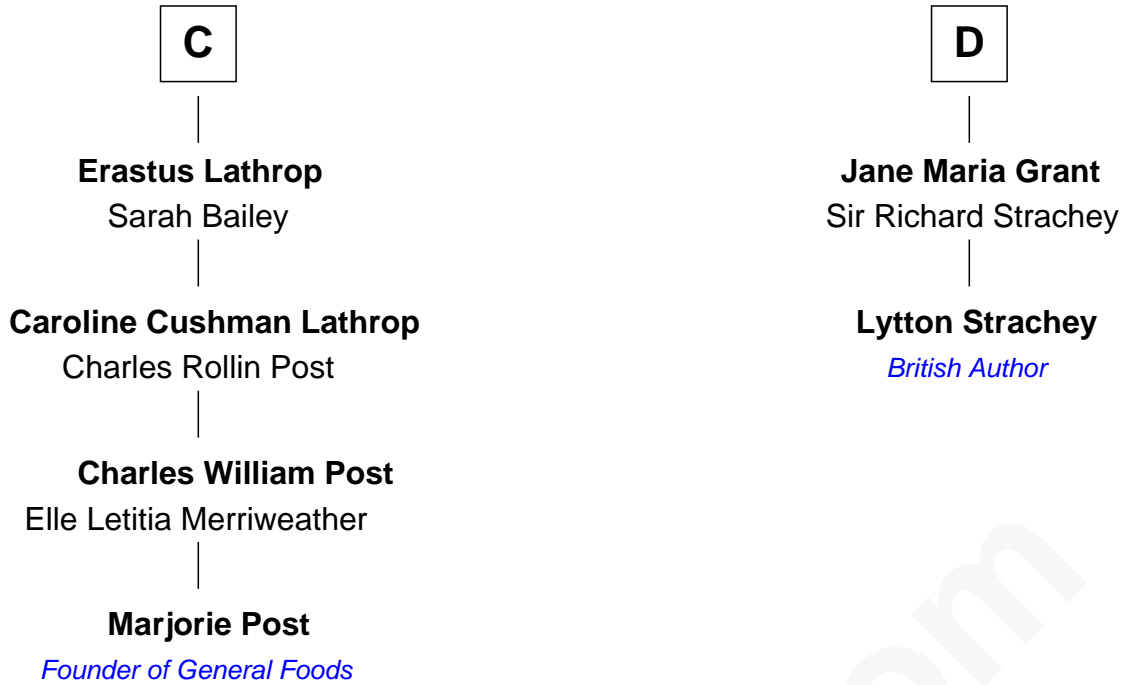 C
Erastus Lathrop
Sarah Bailey
Caroline Cushman Lathrop
Charles Rollin Post
Charles William Post
Elle Letitia Merriweather
Marjorie Post
Founder of General Foods
D
Jane Maria Grant
Sir Richard Strachey
Lytton Strachey
British Author
om